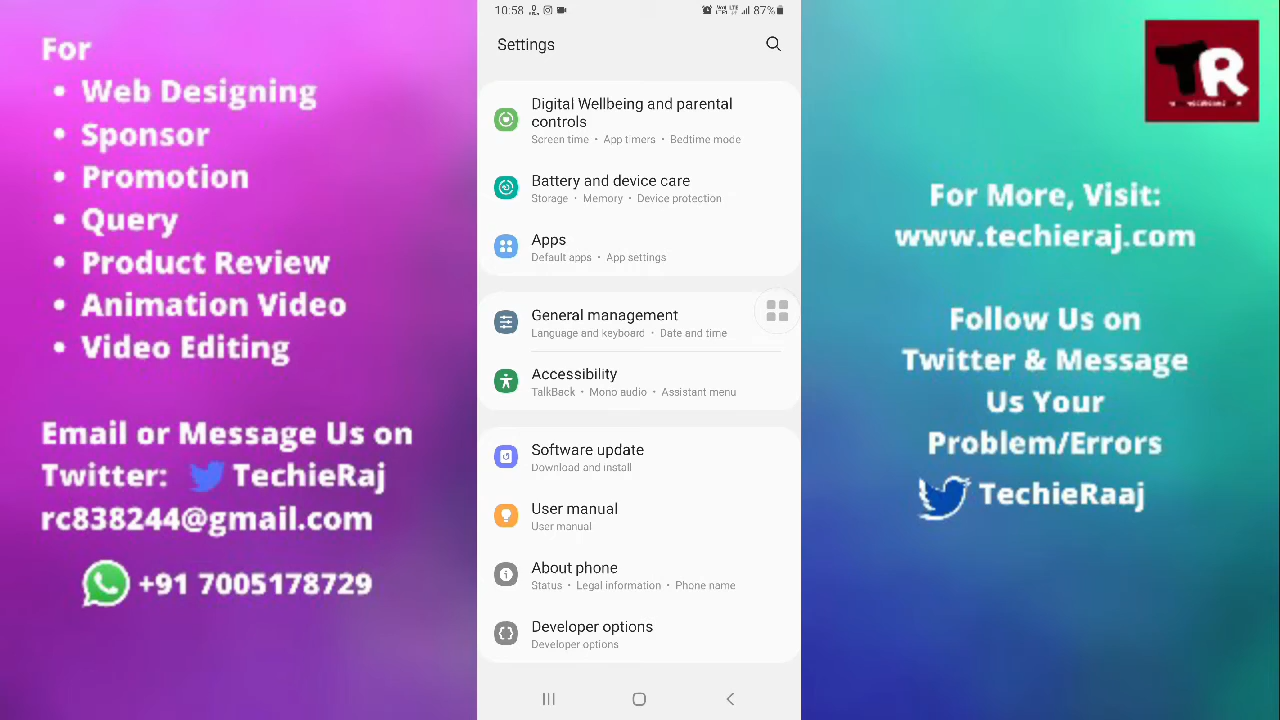 For
• Web Designing
• Sponsor
• Promotion
• Query
• Product Review
• Animation Video
• Video Editing
Email or Message Us on
Twitter: TechieRaj
rc838244@gmail.com
+91 7005178729
10:58
87%
Settings
Digital Wellbeing and parental
controls
Screen time • App timers • Bedtime mode
Battery and device care
Storage • Memory • Device protection
Apps
Default apps • App settings
General management
Language and keyboard • Date and time
Accessibility
TalkBack • Mono audio • Assistant menu
Software update
Download and install
User manual
User manual
About phone
Status • Legal information • Phone name
Developer options
Developer options
TR
For More, Visit:
www.techieraj.com
Follow Us on
Twitter & Message
Us Your
Problem/Errors
TechieRaaj